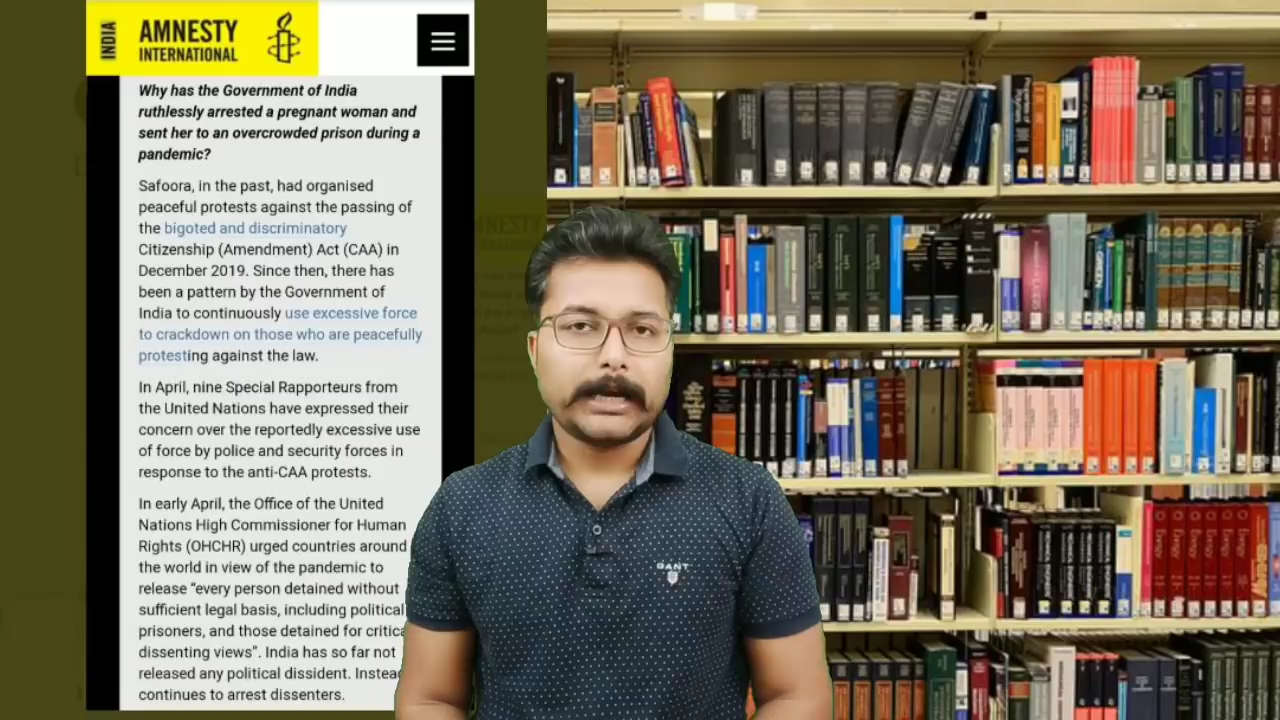 INDIA
AMNESTY
INTERNATIONAL
Why has the Government of India
ruthlessly arrested a pregnant woman and
sent her to an overcrowded prison during a
pandemic?
Safoora, in the past, had organised
peaceful protests against the passing of
the bigoted and discriminatory
Citizenship (Amendment) Act (CAA) in
December 2019. Since then, there has
been a pattern by the Government of
India to continuously use excessive force
to crackdown on those who are peacefully
protesting against the law.
In April, nine Special Rapporteurs from
the United Nations have expressed their
concern over the reportedly excessive use
of force by police and security forces in
response to the anti-CAA protests.
In early April, the Office of the United
Nations High Commissioner for Human
Rights (OHCHR) urged countries around
the world in view of the pandemic to
release “every person detained without
sufficient legal basis, including political
prisoners, and those detained for critica
dissenting views”. India has so far not
released any political dissident. Instea
continues to arrest dissenters.
GANT